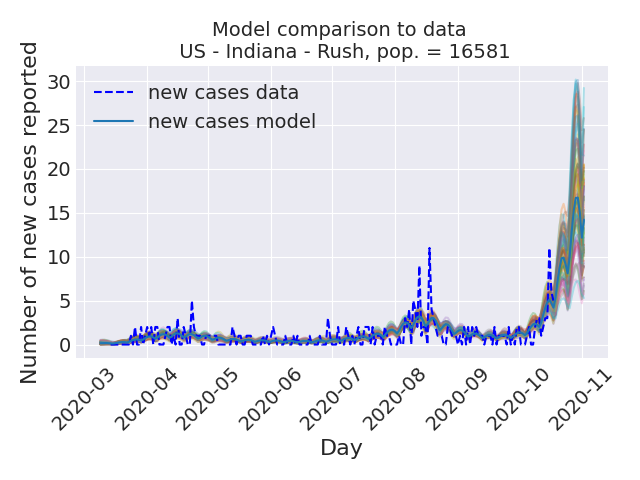 Model comparison to data
US - Indiana - Rush, pop. = 16581
Number of new cases reported
30
25
20
15
10
5
0
new cases data
new cases model
2020-03
2020-04
2020-05
2020-06
2020-07
2020-08
2020-09
2020-10
2020-11
Day